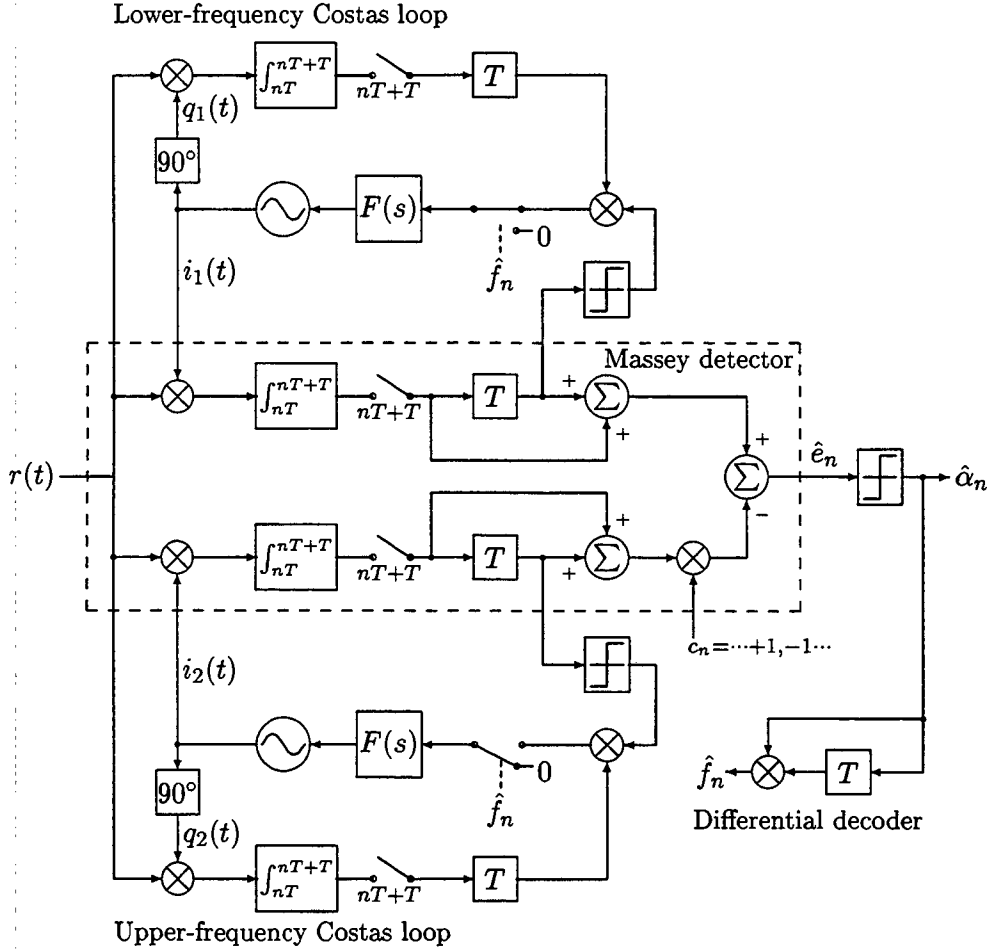 Lower-frequency Costas loop
∫_{nT}^{nT+T}
nT+T
T
q₁(t)
90°
F(s)
0
f̂ₙ
i₁(t)
Massey detector
∫_{nT}^{nT+T}
nT+T
T
+
Σ
+
+
r(t)
Σ
êₙ
α̂ₙ
−
∫_{nT}^{nT+T}
nT+T
T
+
Σ
+
cₙ=···+1,−1···
i₂(t)
F(s)
0
f̂ₙ
90°
f̂ₙ
T
Differential decoder
q₂(t)
∫_{nT}^{nT+T}
nT+T
T
Upper-frequency Costas loop